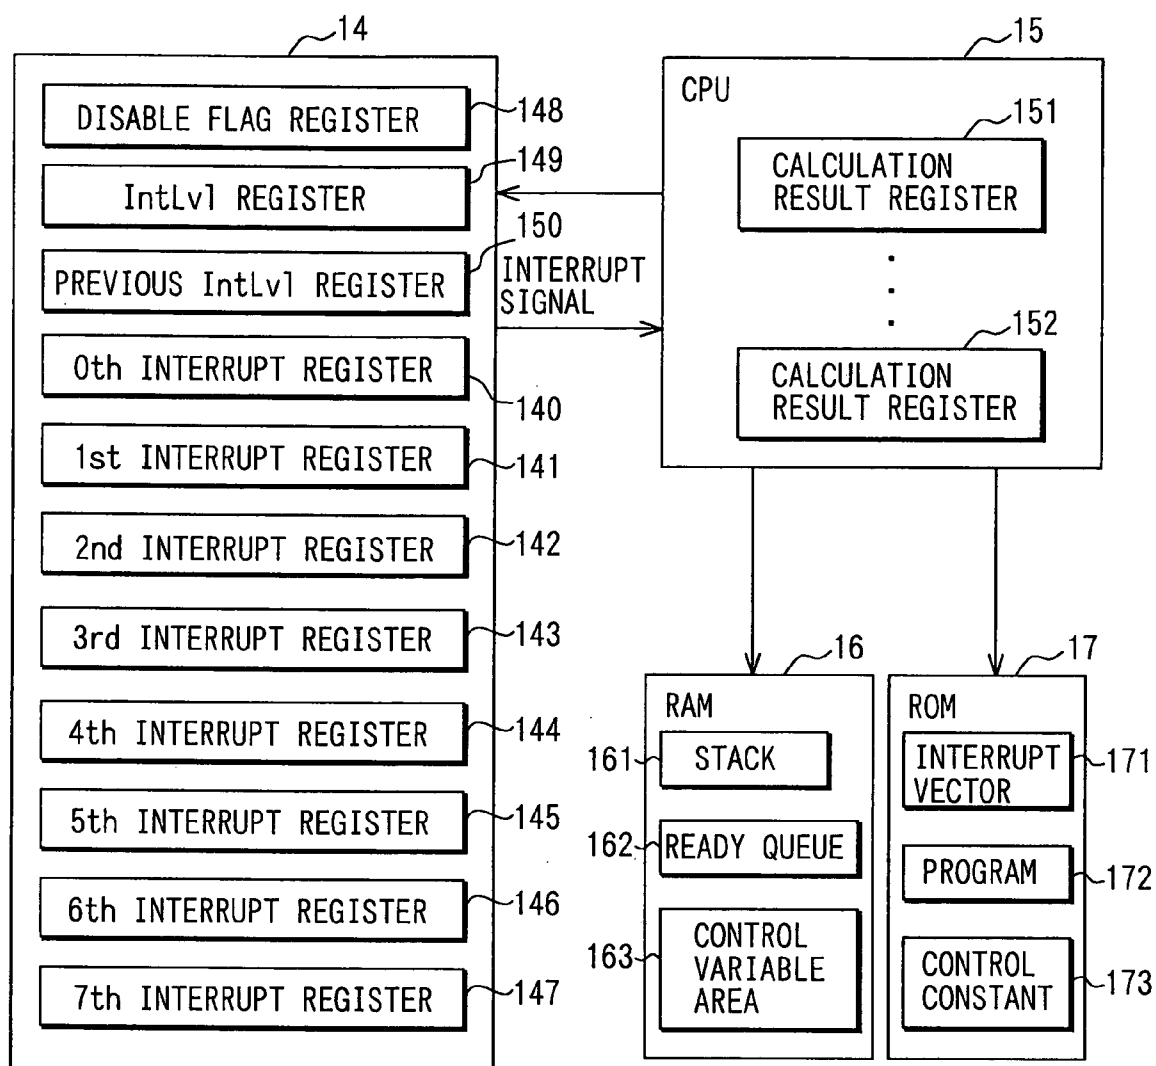 14
DISABLE FLAG REGISTER
148
IntLvl REGISTER
149
PREVIOUS IntLvl REGISTER
150
0th INTERRUPT REGISTER
140
1st INTERRUPT REGISTER
141
2nd INTERRUPT REGISTER
142
3rd INTERRUPT REGISTER
143
4th INTERRUPT REGISTER
144
5th INTERRUPT REGISTER
145
6th INTERRUPT REGISTER
146
7th INTERRUPT REGISTER
147
INTERRUPT
SIGNAL
15
CPU
151
CALCULATION
RESULT REGISTER
152
CALCULATION
RESULT REGISTER
16
RAM
161
STACK
162
READY QUEUE
163
CONTROL
VARIABLE
AREA
17
ROM
INTERRUPT
VECTOR
171
PROGRAM
172
CONTROL
CONSTANT
173